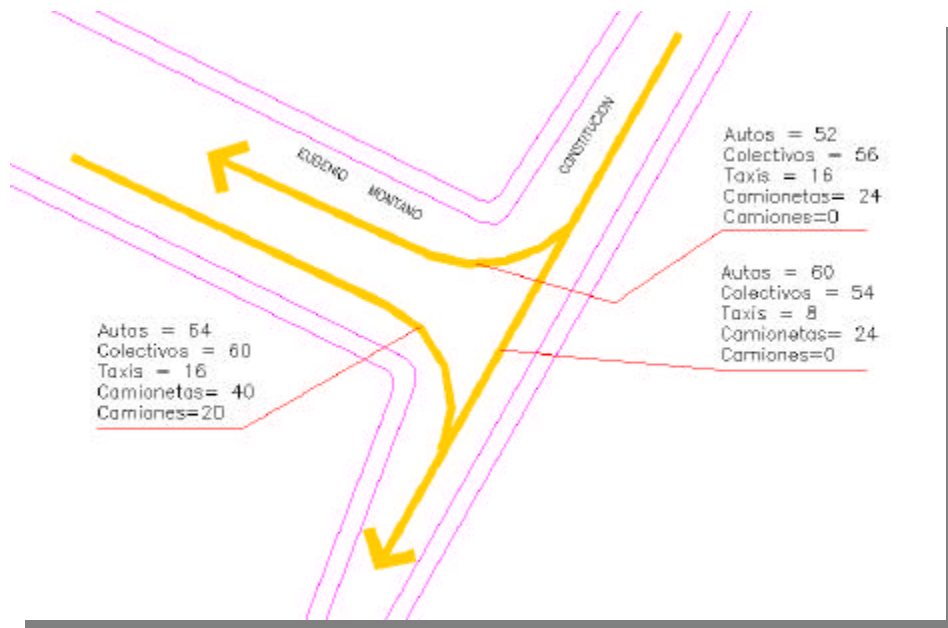 EUGENIO MONTANO
CONSTITUCION
Autos = 52
Colectivos = 56
Taxis = 16
Camionetas= 24
Camiones=0
Autos = 60
Colectivos = 54
Taxis = 8
Camionetas= 24
Camiones=0
Autos = 64
Colectivos = 60
Taxis = 16
Camionetas= 40
Camiones=20